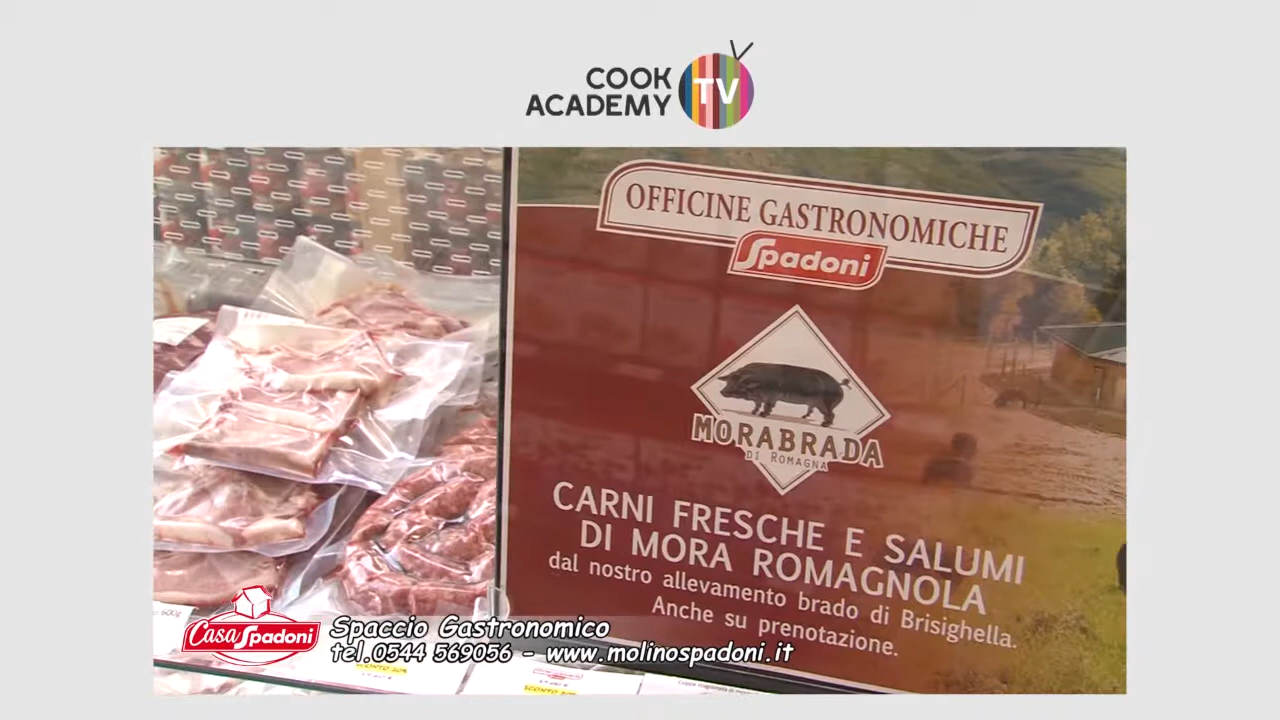 COOK
ACADEMY
TV
OFFICINE GASTRONOMICHE
Spadoni
MORABRADA
DI ROMAGNA
CARNI FRESCHE E SALUMI
DI MORA ROMAGNOLA
dal nostro allevamento brado di Brisighella.
Anche su prenotazione.
600g
Casa Spadoni
Spaccio Gastronomico
tel.0544 569056 - www.molinospadoni.it